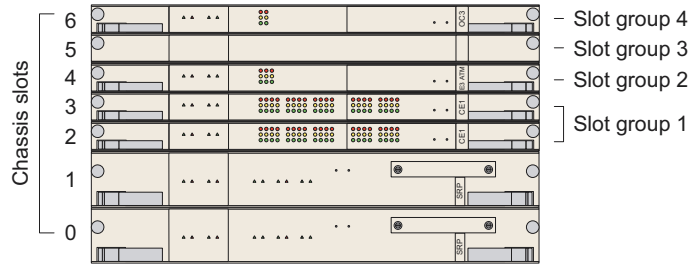 Chassis slots
6
OC3
Slot group 4
5
Slot group 3
4
E3 ATM
Slot group 2
3
CE1
2
CE1
Slot group 1
1
SRP
0
SRP